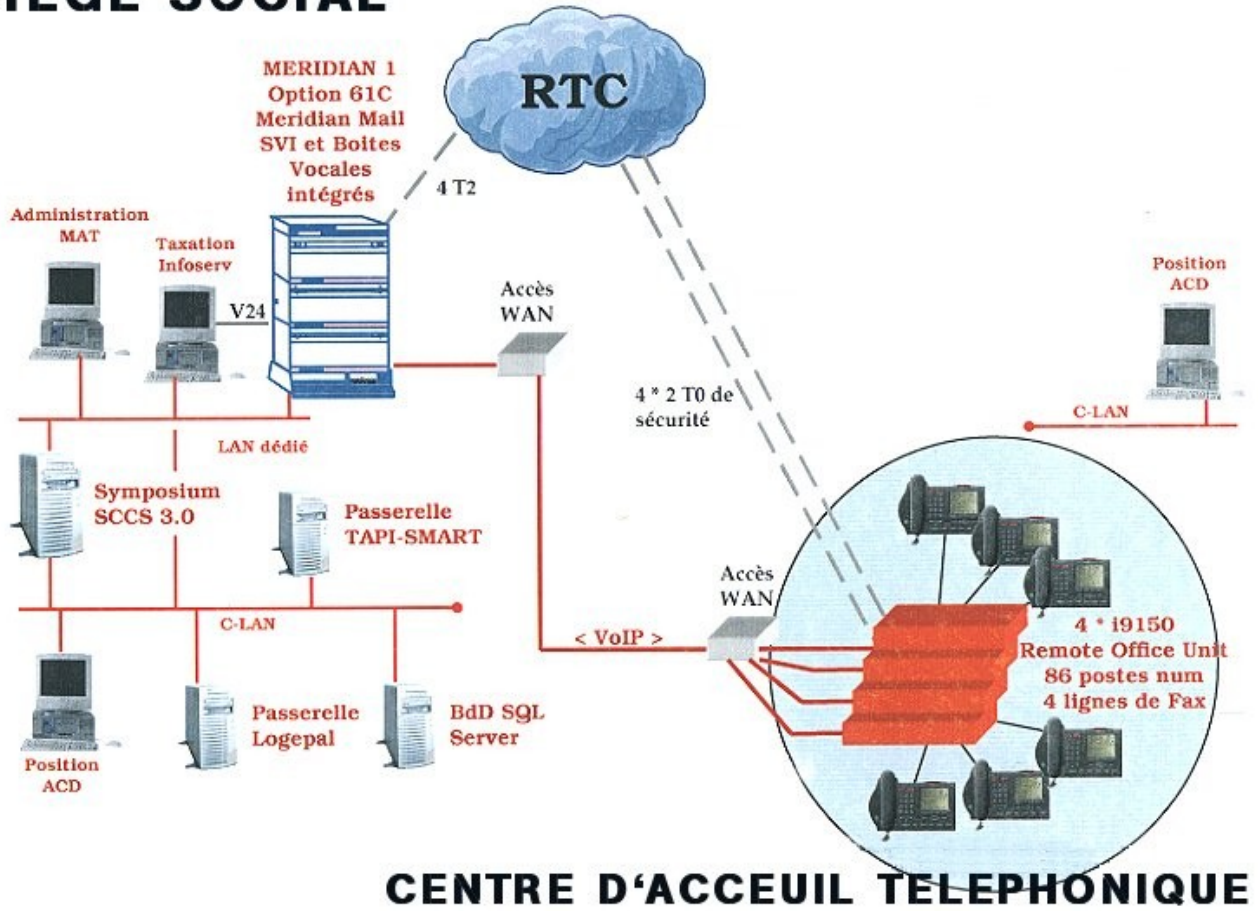 SIEGE SOCIAL
MERIDIAN 1
Option 61C
Meridian Mail
SVI et Boites
Vocales
intégrés
RTC
4 T2
Administration
MAT
Taxation
Infoserv
V24
Accès
WAN
Position
ACD
4 * 2 T0 de
sécurité
C-LAN
LAN dédié
Symposium
SCCS 3.0
Passerelle
TAPI-SMART
Accès
WAN
C-LAN
< VoIP >
4 * i9150
Remote Office Unit
86 postes num
4 lignes de Fax
Passerelle
Logepal
BdD SQL
Server
Position
ACD
CENTRE D'ACCEUIL TELEPHONIQUE